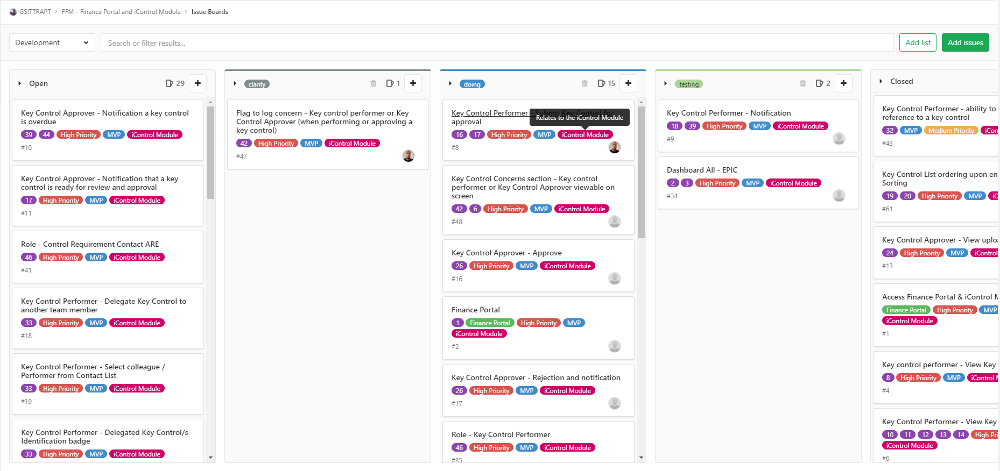 GSITTRAPT > FFM - Finance Portal and iControl Module > Issue Boards
Development
Search or filter results...
Add list
Add issues
Open
29
Key Control Approver - Notification a key control
is overdue
39 44 High Priority MVP iControl Module
#10
Key Control Approver - Notification that a key
control is ready for review and approval
17 High Priority MVP iControl Module
#11
Role - Control Requirement Contact ARE
46 High Priority MVP iControl Module
#41
Key Control Performer - Delegate Key Control to
another team member
33 High Priority MVP iControl Module
#18
Key Control Performer - Select colleague /
Performer from Contact List
33 High Priority MVP iControl Module
#19
Key Control Performer - Delegated Key Control/s
Identification badge
33 High Priority MVP iControl Module
clarify
1
Flag to log concern - Key control performer or Key
Control Approver (when performing or approving a
key control)
42 High Priority MVP iControl Module
#47
doing
15
Key Control Performer - Submit Key Control for
approval
Relates to the iControl Module
16 17 High Priority MVP iControl Module
#8
Key Control Concerns section - Key control
performer or Key Control Approver viewable on
screen
42 6 High Priority MVP iControl Module
#48
Key Control Approver - Approve
26 High Priority MVP iControl Module
#16
Finance Portal
1 Finance Portal High Priority MVP
iControl Module
#2
Key Control Approver - Rejection and notification
26 High Priority MVP iControl Module
#17
Role - Key Control Performer
46 High Priority MVP iControl Module
#35
testing
2
Key Control Performer - Notification
18 39 High Priority MVP iControl Module
#9
Dashboard All - EPIC
2 3 High Priority MVP iControl Module
#34
Closed
Key Control Performer - ability to
reference to a key control
32 MVP Medium Priority iCon
#43
Key Control List ordering upon en
Sorting
19 20 High Priority MVP iC
#61
Key Control Approver - View uplo
24 High Priority MVP iControl
#13
Access Finance Portal & iControl M
Finance Portal High Priority MVP
iControl Module
#1
Key control performer - View Key
8 High Priority MVP iControl M
#4
Key Control Performer - View Key
10 11 12 13 14 High Pri
iControl Module
#6